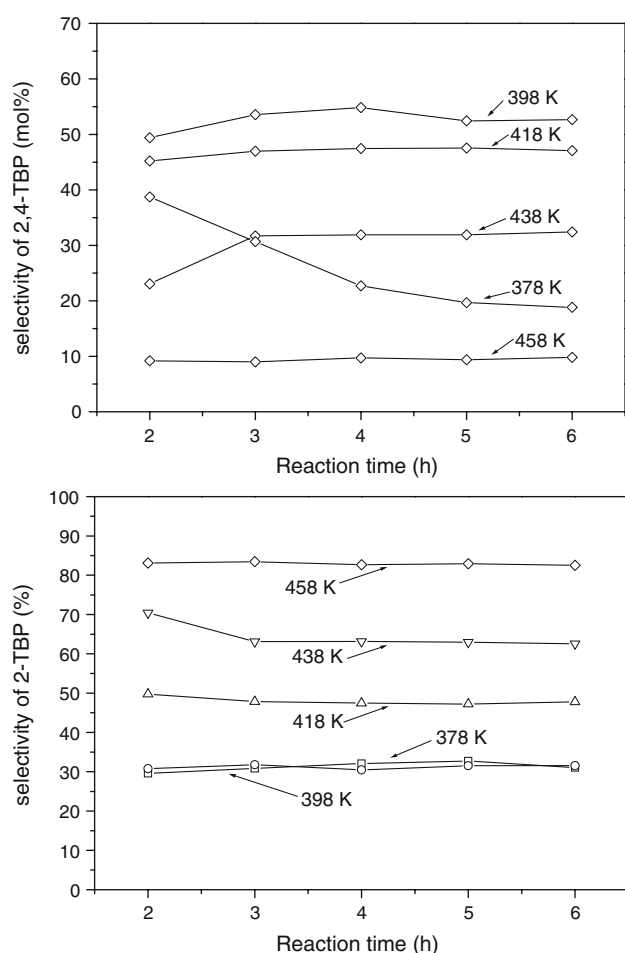 selectivity of 2,4-TBP (mol%)
70
60
50
40
30
20
10
0
398 K
418 K
438 K
378 K
458 K
2 3 4 5 6
Reaction time (h)
selectivity of 2-TBP (%)
100
90
80
70
60
50
40
30
20
10
0
458 K
438 K
418 K
378 K
398 K
2 3 4 5 6
Reaction time (h)